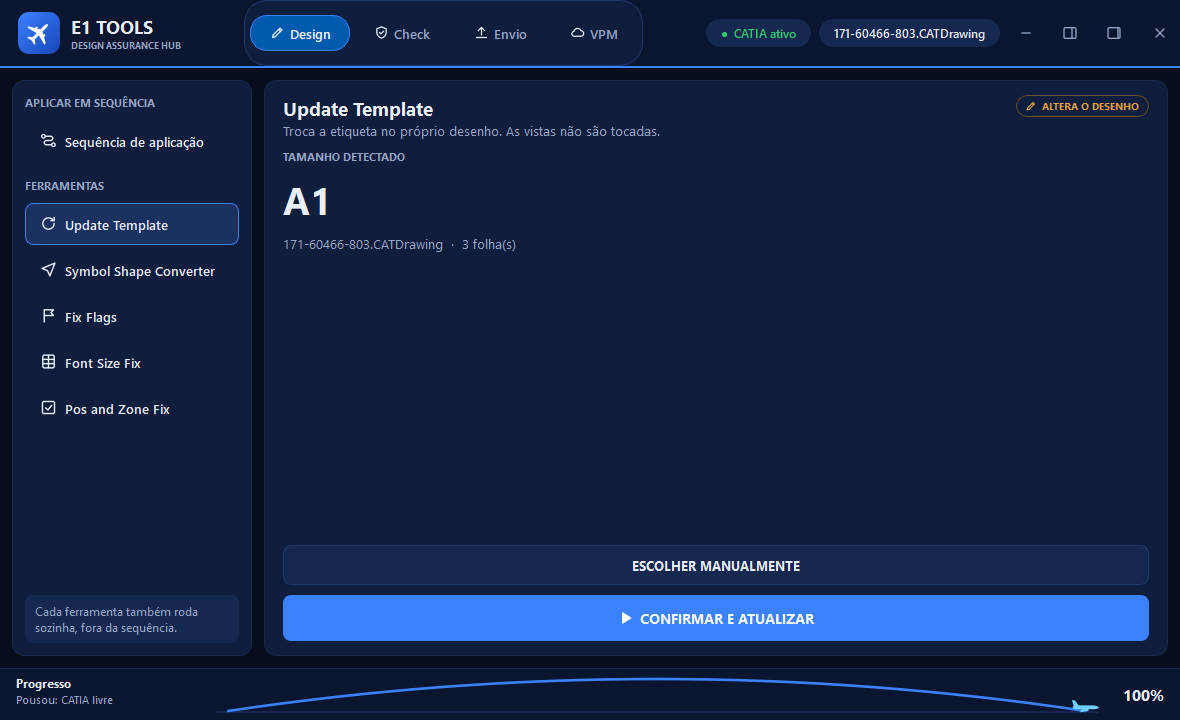 E1 TOOLS
DESIGN ASSURANCE HUB
Design
Check
Envio
VPM
CATIA ativo
171-60466-803.CATDrawing
APLICAR EM SEQUÊNCIA
Sequência de aplicação
FERRAMENTAS
Update Template
Symbol Shape Converter
Fix Flags
Font Size Fix
Pos and Zone Fix
Cada ferramenta também roda
sozinha, fora da sequência.
Update Template
ALTERA O DESENHO
Troca a etiqueta no próprio desenho. As vistas não são tocadas.
TAMANHO DETECTADO
A1
171-60466-803.CATDrawing · 3 folha(s)
ESCOLHER MANUALMENTE
CONFIRMAR E ATUALIZAR
Progresso
Pousou: CATIA livre
100%